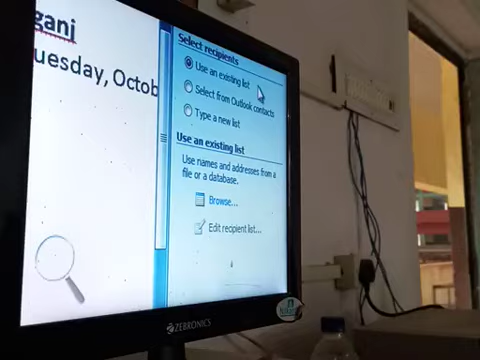 ganj
uesday, Octob
Select recipients
Use an existing list
Select from Outlook contacts
Type a new list
Use an existing list
Use names and addresses from a
file or a database.
Browse...
Edit recipient list...
ZEBRONICS